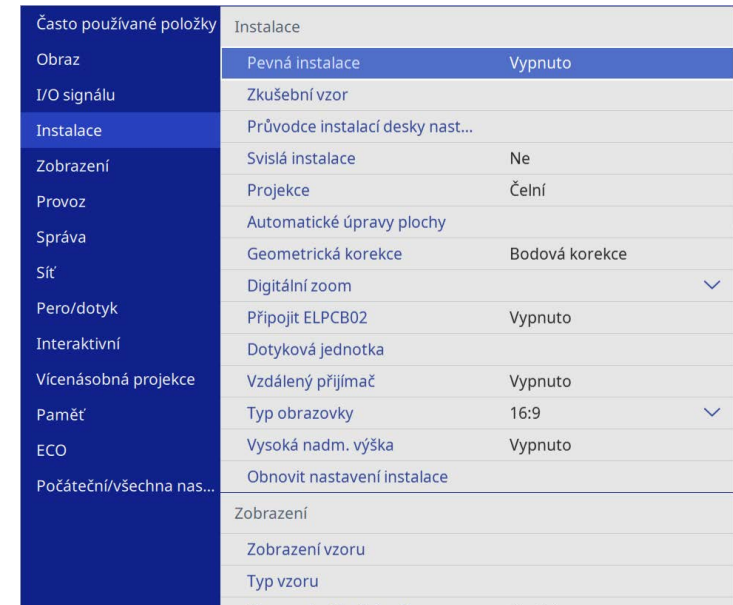 Často používané položky
Obraz
I/O signálu
Instalace
Zobrazení
Provoz
Správa
Síť
Pero/dotyk
Interaktivní
Vícenásobná projekce
Paměť
ECO
Počáteční/všechna nas...
Instalace
Pevná instalace Vypnuto
Zkušební vzor
Průvodce instalací desky nast...
Svislá instalace Ne
Projekce Čelní
Automatické úpravy plochy
Geometrická korekce Bodová korekce
Digitální zoom
Připojit ELPCB02 Vypnuto
Dotyková jednotka
Vzdálený přijímač Vypnuto
Typ obrazovky 16:9
Vysoká nadm. výška Vypnuto
Obnovit nastavení instalace
Zobrazení
Zobrazení vzoru
Typ vzoru